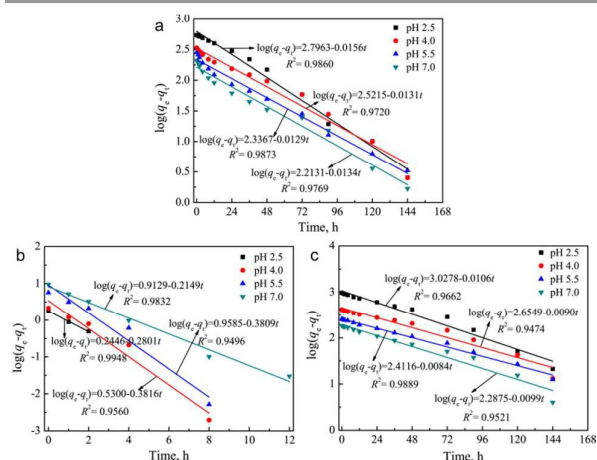 a
pH 2.5
pH 4.0
pH 5.5
pH 7.0
log(qe-qt)=2.7963-0.0156t
R2= 0.9860
log(qe-qt)=2.5215-0.0131t
R2= 0.9720
log(qe-qt)=2.3367-0.0129t
R2= 0.9873
log(qe-qt)=2.2131-0.0134t
R2= 0.9769
log(qe-qt)
3.0
2.5
2.0
1.5
1.0
0.5
0.0
0 24 48 72 96 120 144 168
Time, h
b
pH 2.5
pH 4.0
pH 5.5
pH 7.0
log(qe-qt)=0.9129-0.2149t
R2= 0.9832
log(qe-qt)=0.9585-0.3809t
R2= 0.9496
log(qe-qt)=0.2446-0.2801t
R2= 0.9948
log(qe-qt)=0.5300-0.3816t
R2= 0.9560
log(qe-qt)
2
1
0
-1
-2
-3
0 2 4 6 8 10 12
Time, h
c
pH 2.5
pH 4.0
pH 5.5
pH 7.0
log(qe-qt)=3.0278-0.0106t
R2= 0.9662
log(qe-qt)=2.6549-0.0090t
R2= 0.9474
log(qe-qt)=2.4116-0.0084t
R2= 0.9889
log(qe-qt)=2.2875-0.0099t
R2= 0.9521
log(qe-qt)
4
3
2
1
0
0 24 48 72 96 120 144 168
Time, h